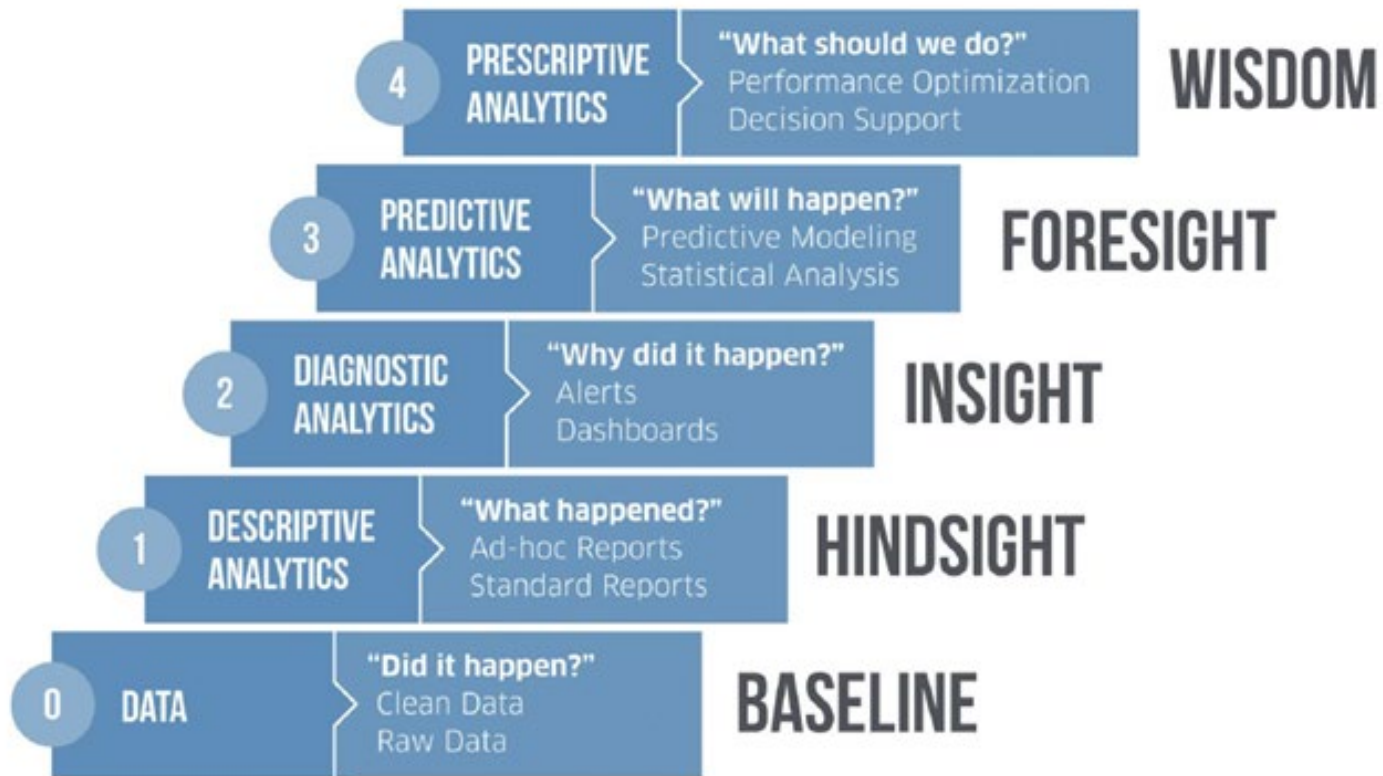 4
PRESCRIPTIVE
ANALYTICS
“What should we do?”
Performance Optimization
Decision Support
WISDOM
3
PREDICTIVE
ANALYTICS
“What will happen?”
Predictive Modeling
Statistical Analysis
FORESIGHT
2
DIAGNOSTIC
ANALYTICS
“Why did it happen?”
Alerts
Dashboards
INSIGHT
1
DESCRIPTIVE
ANALYTICS
“What happened?”
Ad-hoc Reports
Standard Reports
HINDSIGHT
0
DATA
“Did it happen?”
Clean Data
Raw Data
BASELINE